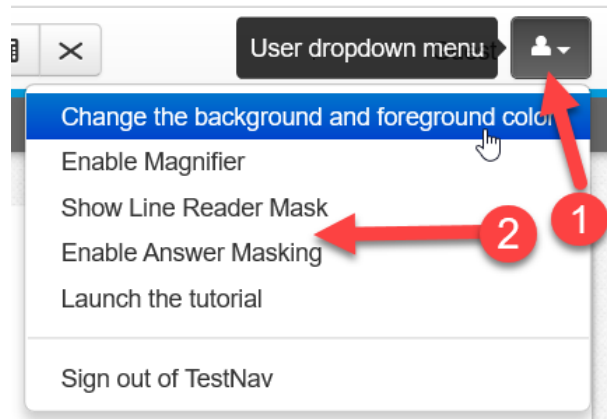 User dropdown menu
Change the background and foreground color
Enable Magnifier
Show Line Reader Mask
Enable Answer Masking
Launch the tutorial
Sign out of TestNav
1
2